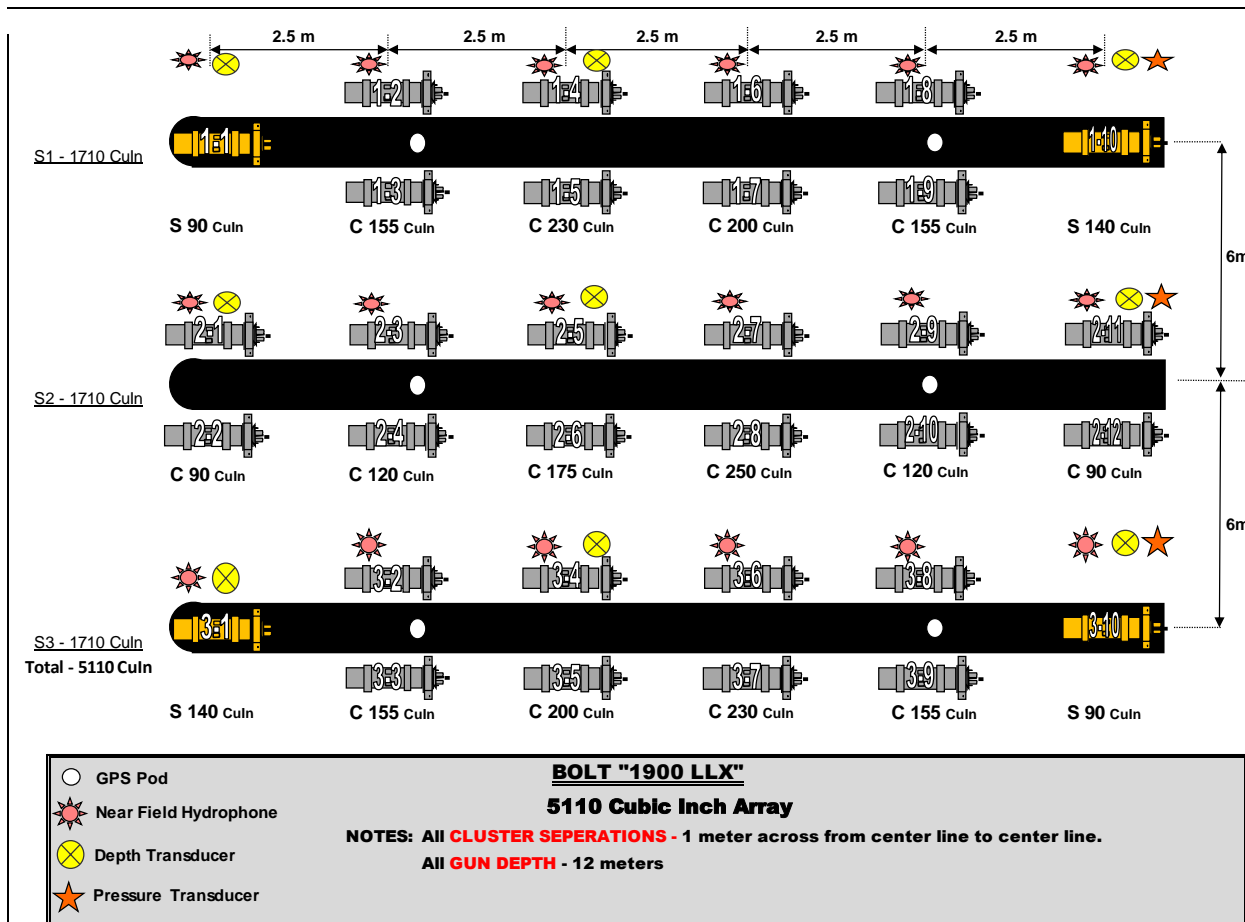 2.5 m 2.5 m 2.5 m 2.5 m 2.5 m
1-2 1-4 1-6 1-8
1-1 1-10
S1 - 1710 CuIn
1-3 1-5 1-7 1-9
S 90 CuIn C 155 CuIn C 230 CuIn C 200 CuIn C 155 CuIn S 140 CuIn
6m
2-1 2-3 2-5 2-7 2-9 2-11
S2 - 1710 CuIn
2-2 2-4 2-6 2-8 2-10 2-12
C 90 CuIn C 120 CuIn C 175 CuIn C 250 CuIn C 120 CuIn C 90 CuIn
6m
3-2 3-4 3-6 3-8
3-1 3-10
S3 - 1710 CuIn
Total - 5110 CuIn
3-3 3-5 3-7 3-9
S 140 CuIn C 155 CuIn C 200 CuIn C 230 CuIn C 155 CuIn S 90 CuIn
BOLT "1900 LLX"
5110 Cubic Inch Array
NOTES: All CLUSTER SEPERATIONS - 1 meter across from center line to center line.
All GUN DEPTH - 12 meters
GPS Pod
Near Field Hydrophone
Depth Transducer
Pressure Transducer